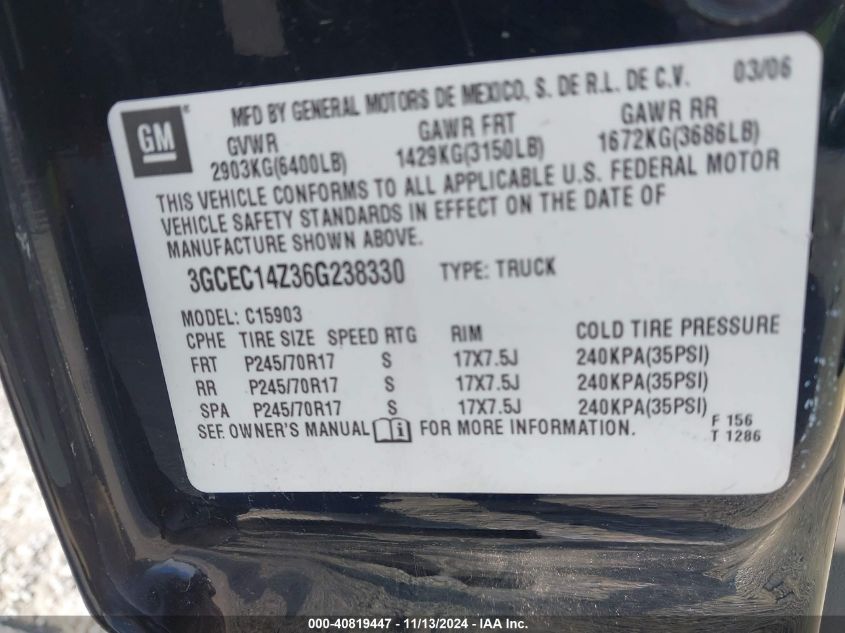 MFD BY GENERAL MOTORS DE MEXICO, S. DE R.L. DE C.V. 03/06
GM®
GVWR GAWR FRT GAWR RR
2903KG(6400LB) 1429KG(3150LB) 1672KG(3686LB)
THIS VEHICLE CONFORMS TO ALL APPLICABLE U.S. FEDERAL MOTOR
VEHICLE SAFETY STANDARDS IN EFFECT ON THE DATE OF
MANUFACTURE SHOWN ABOVE.
3GCEC14Z36G238330 TYPE: TRUCK
MODEL: C15903
CPHE TIRE SIZE SPEED RTG RIM COLD TIRE PRESSURE
FRT P245/70R17 S 17X7.5J 240KPA(35PSI)
RR P245/70R17 S 17X7.5J 240KPA(35PSI)
SPA P245/70R17 S 17X7.5J 240KPA(35PSI)
SEE OWNER'S MANUAL FOR MORE INFORMATION.
F 156
T 1286
000-40819447 - 11/13/2024 - IAA Inc.